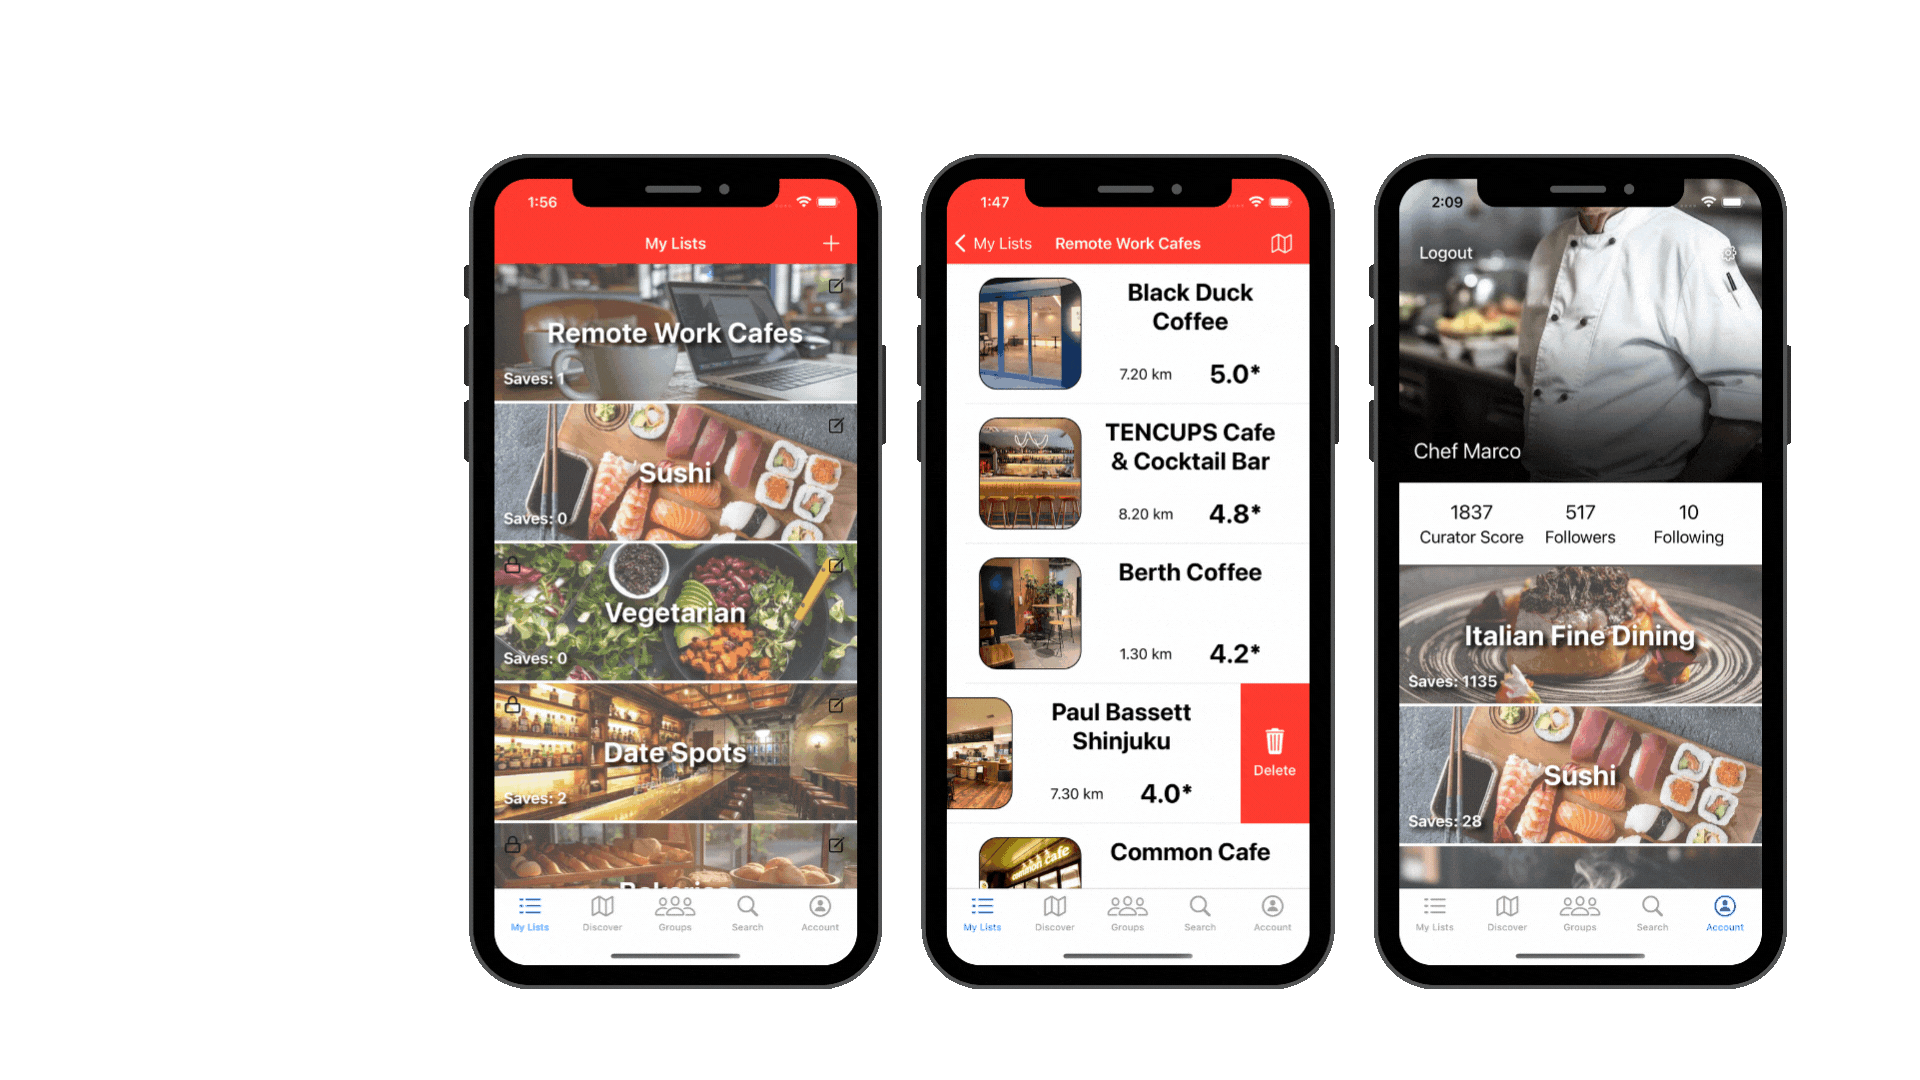 1:56
My Lists
Remote Work Cafes
Saves: 1
Sushi
Saves: 0
Vegetarian
Saves: 0
Date Spots
Saves: 2
Bakeries
My Lists
Discover
Groups
Search
Account
1:47
My Lists
Remote Work Cafes
Black Duck
Coffee
7.20 km
5.0*
TENCUPS Cafe
& Cocktail Bar
8.20 km
4.8*
Berth Coffee
1.30 km
4.2*
Paul Bassett
Shinjuku
7.30 km
4.0*
Delete
common cafe
Common Cafe
My Lists
Discover
Groups
Search
Account
2:09
Logout
Chef Marco
1837
517
10
Curator Score
Followers
Following
Italian Fine Dining
Saves: 1135
Sushi
Saves: 28
My Lists
Discover
Groups
Search
Account